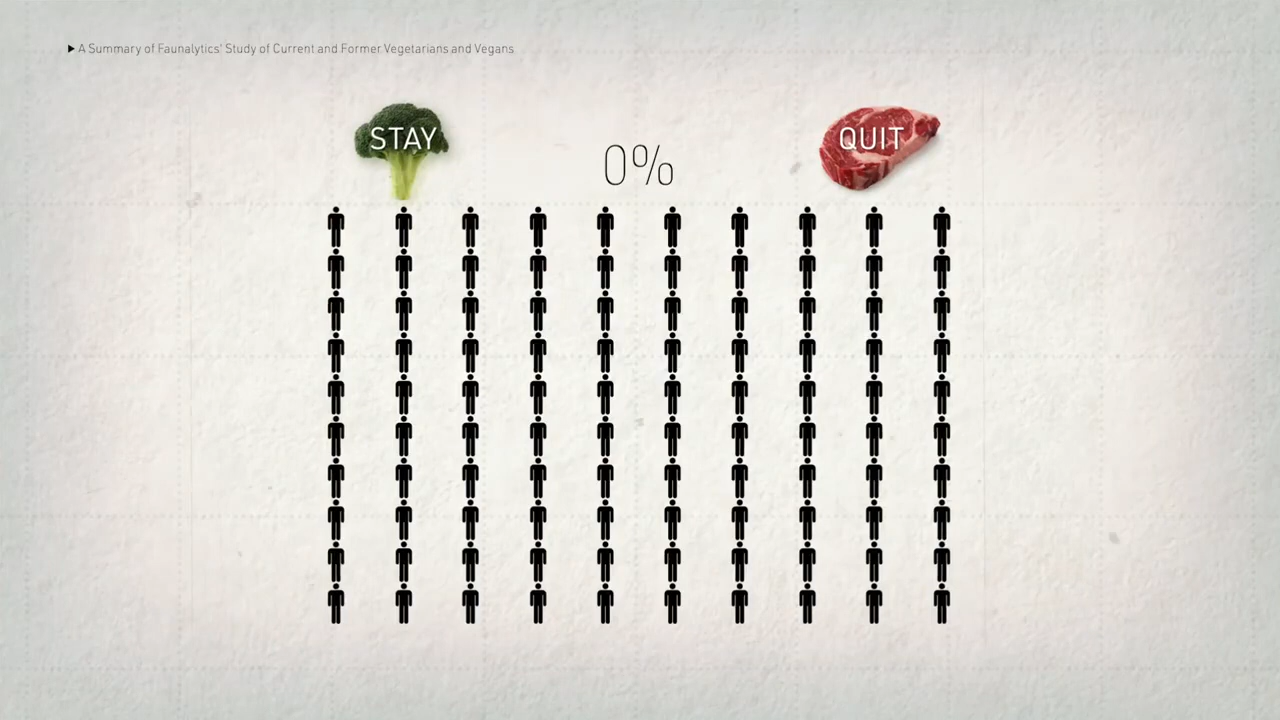 ▶ A Summary of Faunalytics' Study of Current and Former Vegetarians and Vegans
STAY
0%
QUIT